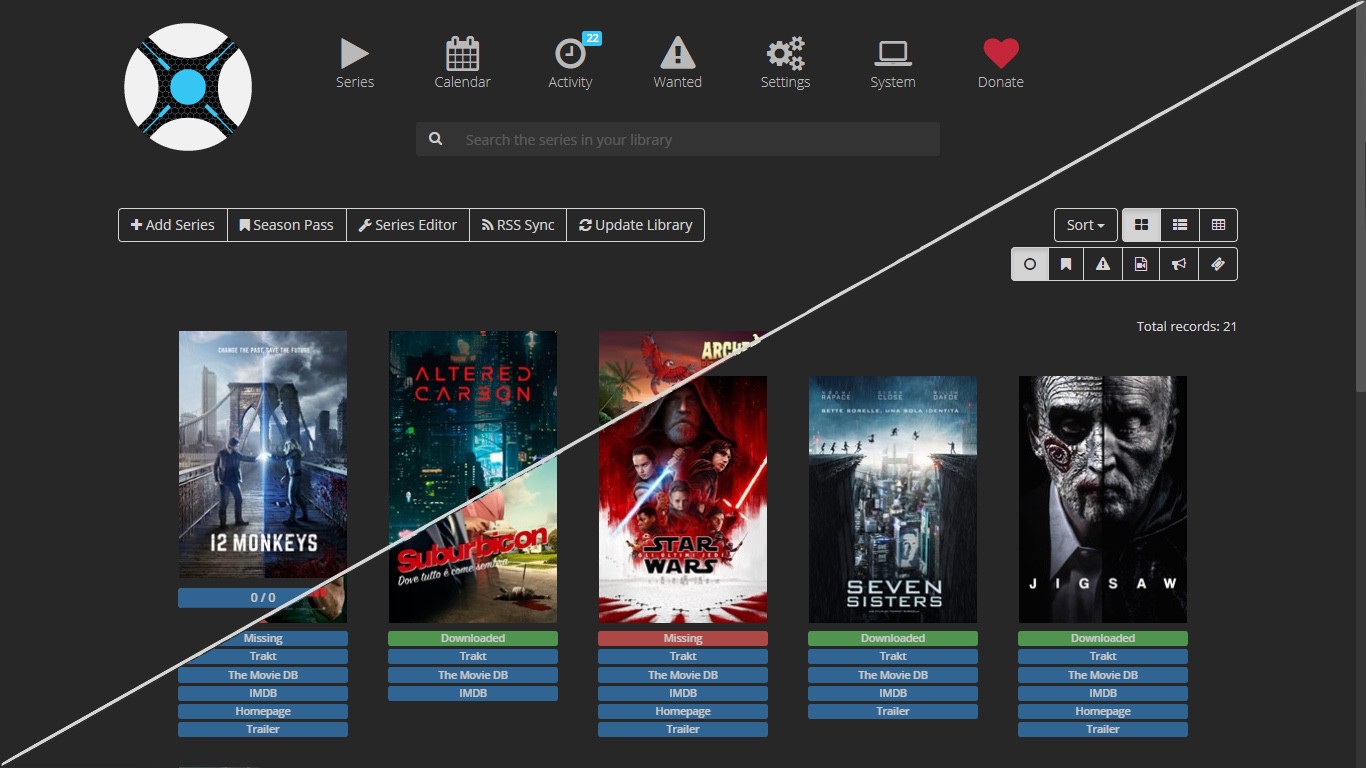 22
Series
Calendar
Activity
Wanted
Settings
System
Donate
Search the series in your library
Add Series
Season Pass
Series Editor
RSS Sync
Update Library
Sort
Total records: 21
CHANGE THE PAST, SAVE THE FUTURE
12 MONKEYS
ALTERED
CARBON
Suburbicon
Dove tutto è come sembra
ARCHE
STAR
GLI ULTIMI JEDI
WARS
RAPACE CLOSE DAFOE
SETTE SORELLE, UNA SOLA IDENTITÀ
SEVEN
SISTERS
JIGSAW
0 / 0
Missing
Trakt
The Movie DB
IMDB
Homepage
Trailer
Downloaded
Trakt
The Movie DB
IMDB
Missing
Trakt
The Movie DB
IMDB
Homepage
Trailer
Downloaded
Trakt
The Movie DB
IMDB
Trailer
Downloaded
Trakt
The Movie DB
IMDB
Homepage
Trailer